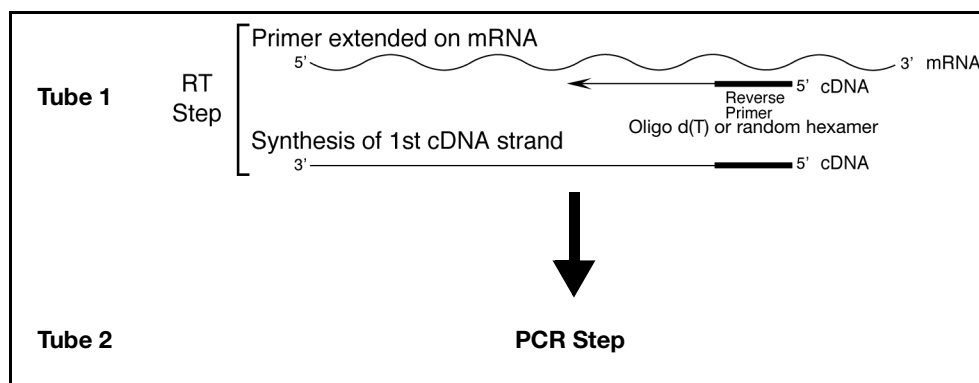 Primer extended on mRNA
5’ 3’ mRNA
Tube 1
RT
Step
5’ cDNA
Reverse
Primer
Oligo d(T) or random hexamer
Synthesis of 1st cDNA strand
3’ 5’ cDNA
Tube 2 PCR Step